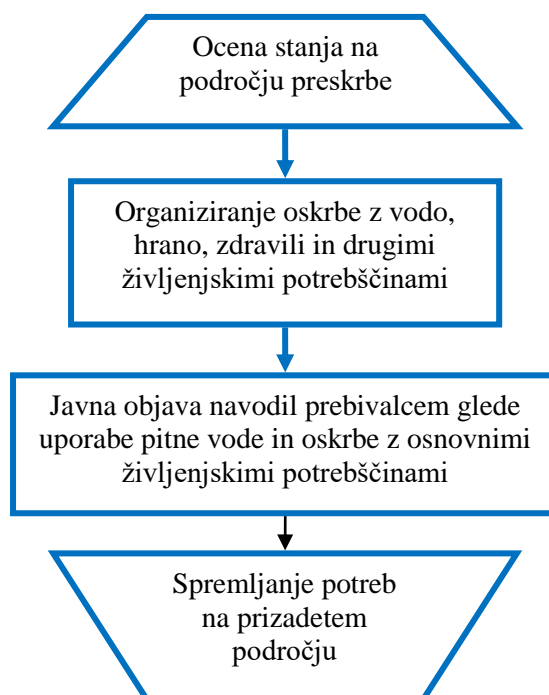 Ocena stanja na
področju preskrbe
Organiziranje oskrbe z vodo,
hrano, zdravili in drugimi
življenjskimi potrebščinami
Javna objava navodil prebivalcem glede
uporabe pitne vode in oskrbe z osnovnimi
življenjskimi potrebščinami
Spremljanje potreb
na prizadetem
področju